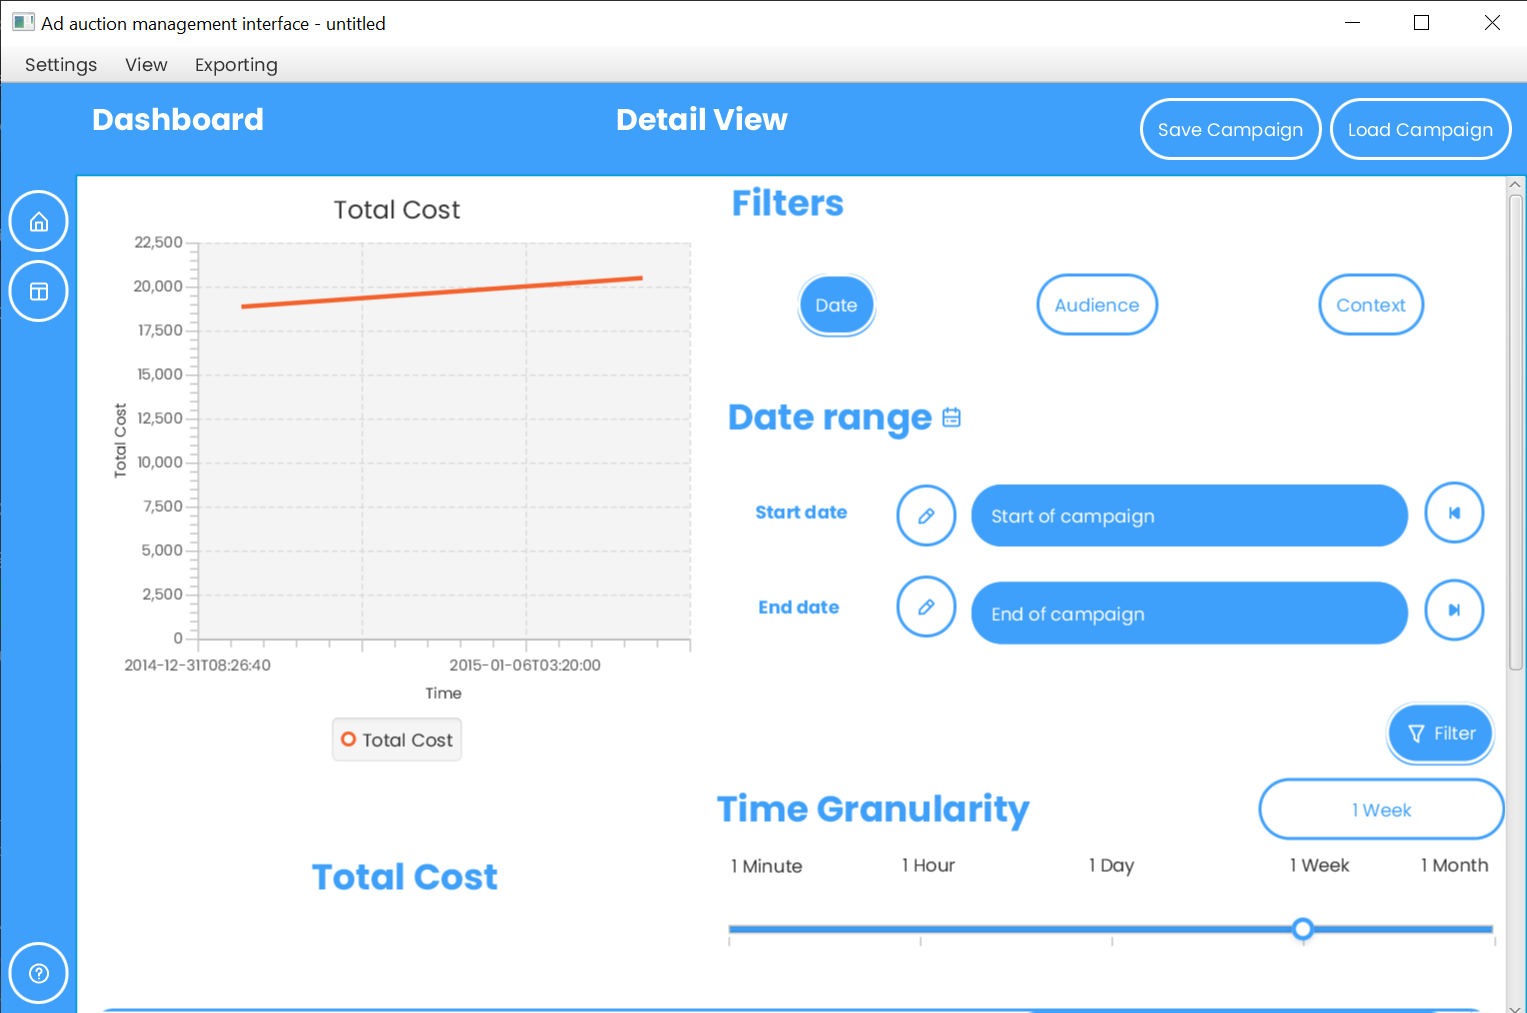 Ad auction management interface - untitled
Settings View Exporting
Dashboard
Detail View
Save Campaign
Load Campaign
Total Cost
22,500
20,000
17,500
15,000
12,500
10,000
7,500
5,000
2,500
0
Total Cost
2014-12-31T08:26:40
2015-01-06T03:20:00
Time
Total Cost
Total Cost
Filters
Date
Audience
Context
Date range
Start date
Start of campaign
End date
End of campaign
Filter
Time Granularity
1 Week
1 Minute
1 Hour
1 Day
1 Week
1 Month